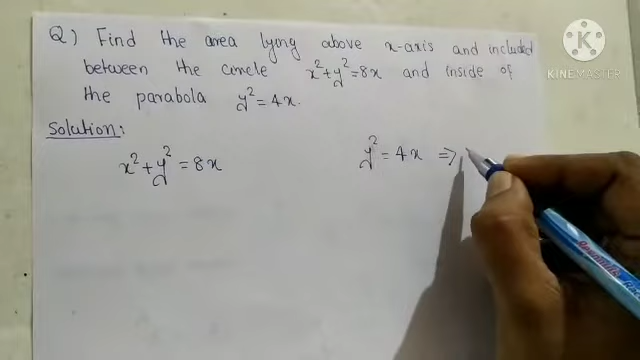 Q) Find the area lying above x-axis and included
between the circle x²+y²=8x and inside of
the parabola y²=4x.
Solution:
x²+y²=8x y²=4x ⇒
KINEMASTER